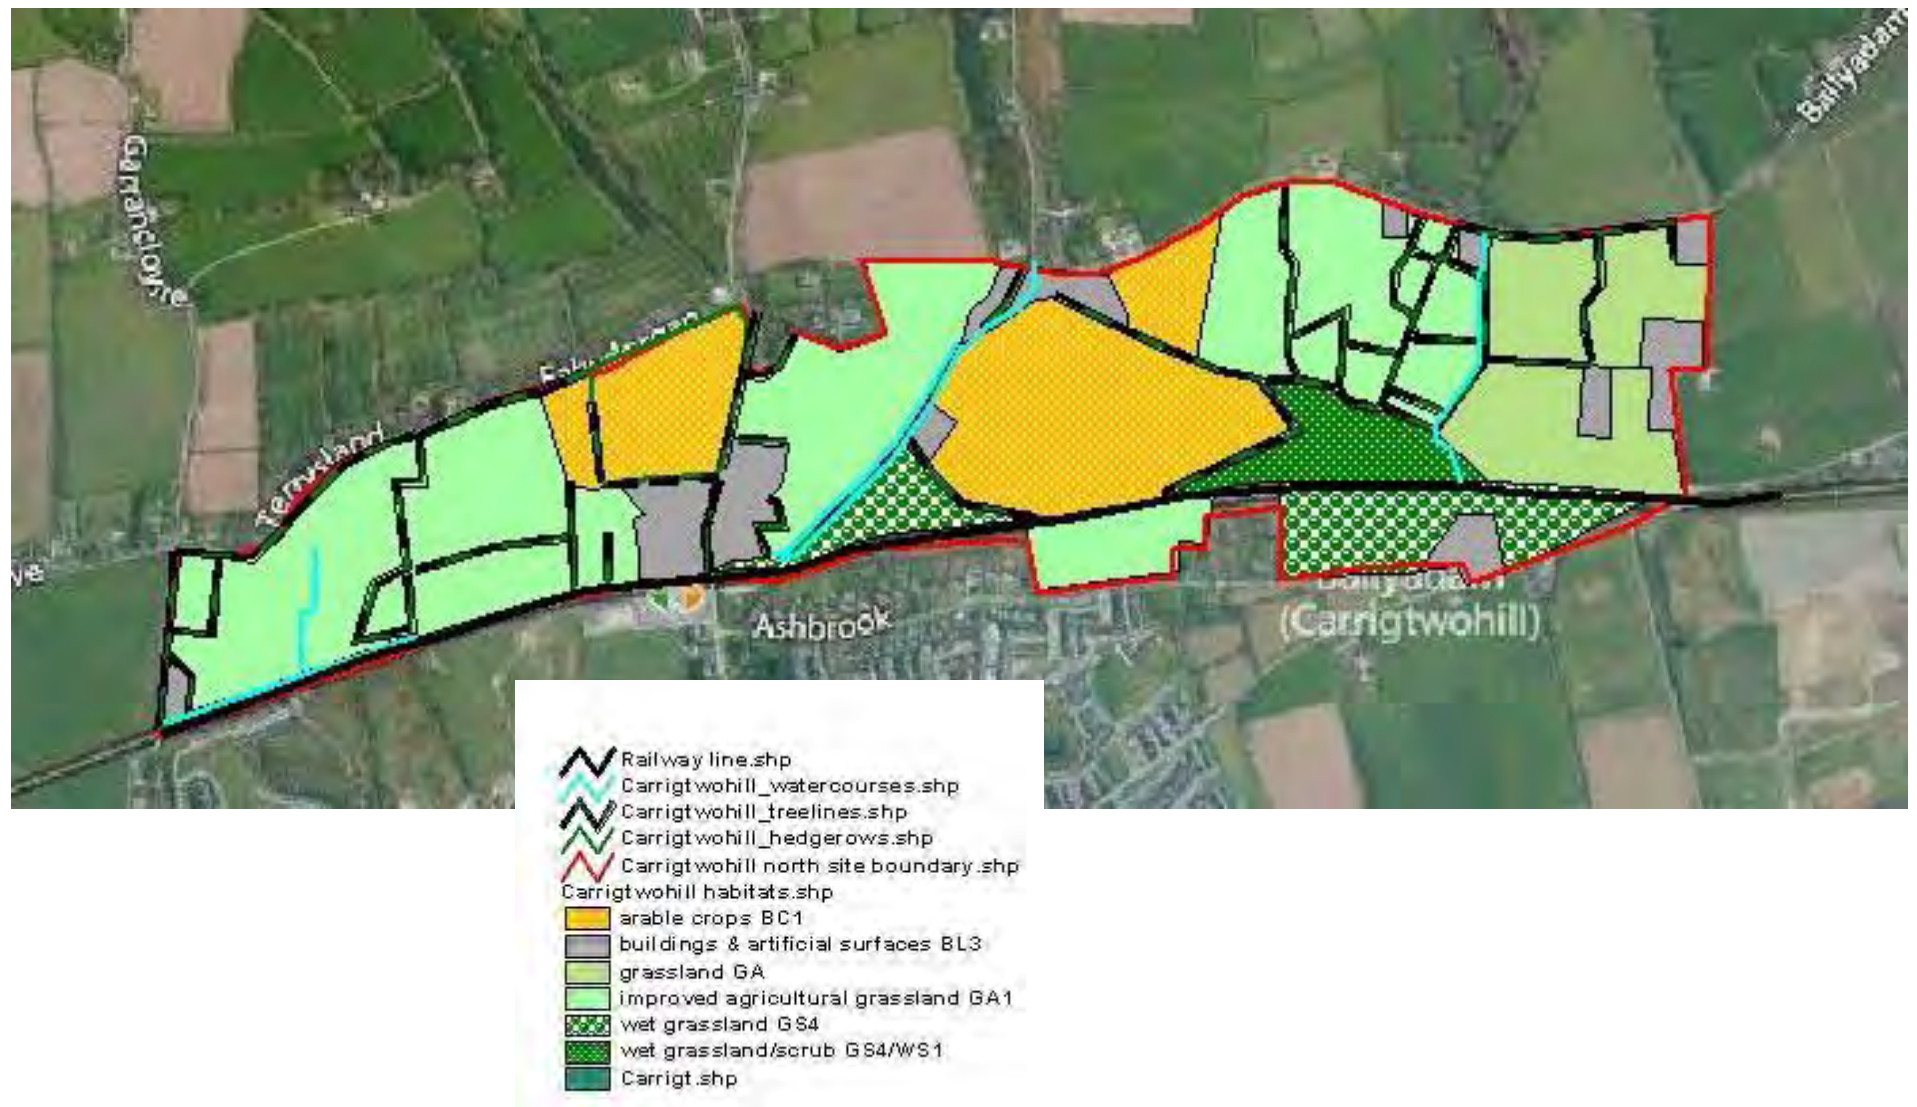 Ballyadam
Terrysland
Ashbrook
(Carrigtwohill)
Railway line.shp
Carrigtwohill_watercourses.shp
Carrigtwohill_treelines.shp
Carrigtwohill_hedgerows.shp
Carrigtwohill north site boundary.shp
Carrigtwohill habitats.shp
arable crops BC1
buildings & artificial surfaces BL3
grassland GA
improved agricultural grassland GA1
wet grassland GS4
wet grassland/scrub GS4/WS1
Carrigt.shp